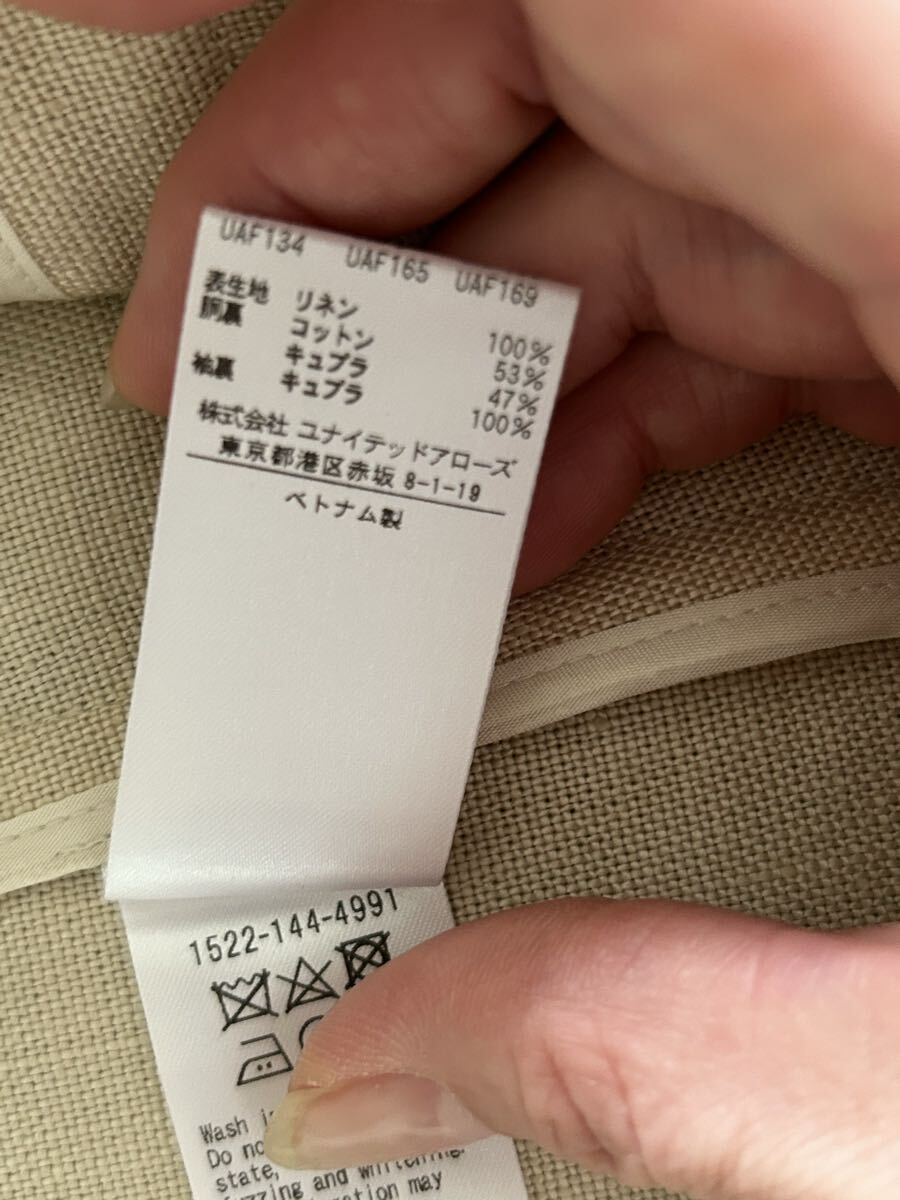 UAF134 UAF165 UAF169
表生地 リネン 100%
胴裏 コットン 53%
キュプラ 47%
袖裏 キュプラ 100%
株式会社 ユナイテッドアローズ
東京都港区赤坂 8-1-19
ベトナム製
1522-144-4991
Wash
Do
state,
and
may